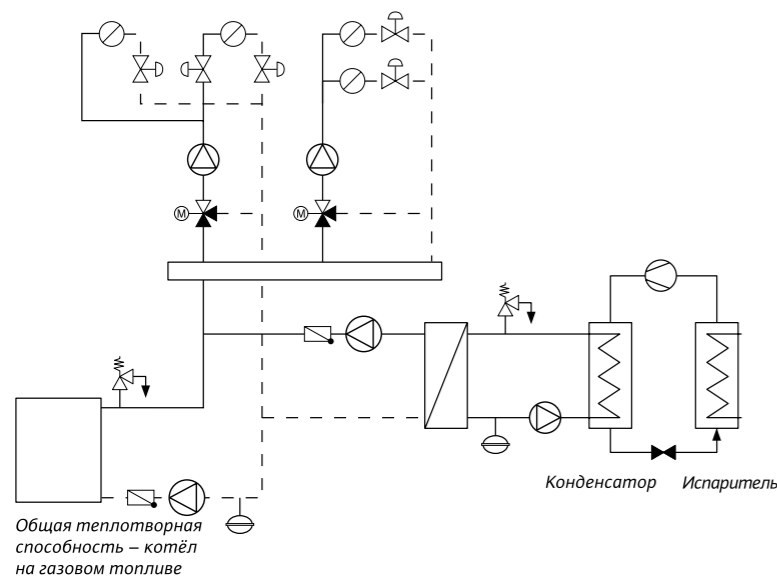 M
M
Конденсатор
Испаритель
Общая теплотворная
способность – котёл
на газовом топливе